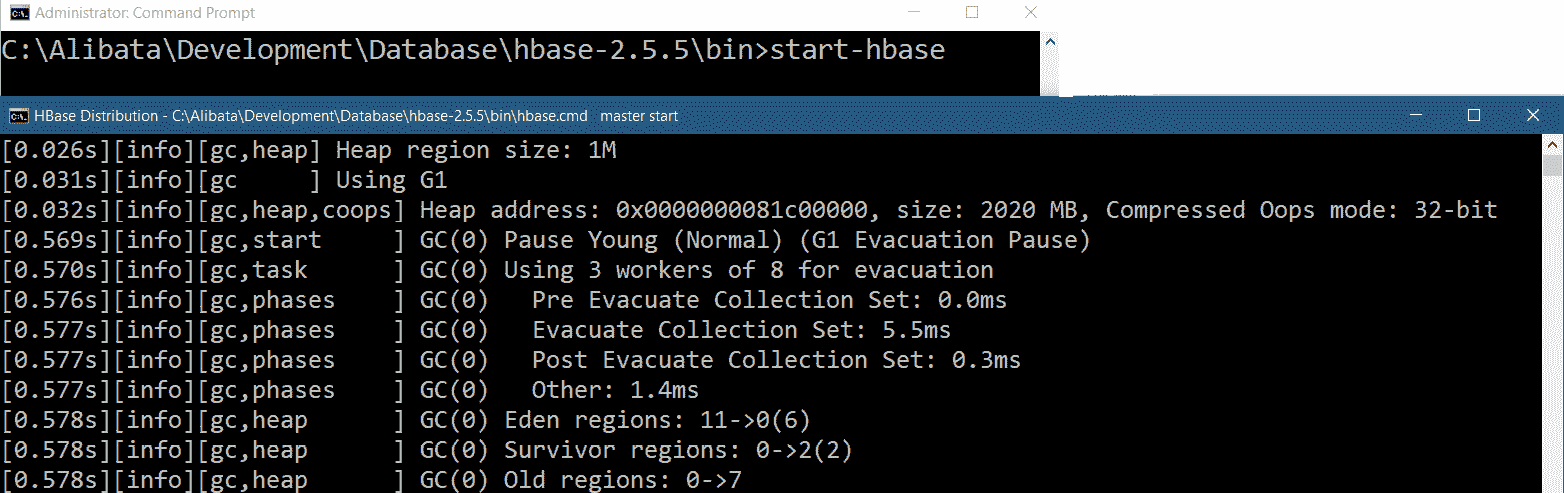 Administrator: Command Prompt
C:\Alibata\Development\Database\hbase-2.5.5\bin>start-hbase
HBase Distribution - C:\Alibata\Development\Database\hbase-2.5.5\bin\hbase.cmd   master start
[0.026s][info][gc,heap] Heap region size: 1M
[0.031s][info][gc     ] Using G1
[0.032s][info][gc,heap,coops] Heap address: 0x0000000081c00000, size: 2020 MB, Compressed Oops mode: 32-bit
[0.569s][info][gc,start     ] GC(0) Pause Young (Normal) (G1 Evacuation Pause)
[0.570s][info][gc,task      ] GC(0) Using 3 workers of 8 for evacuation
[0.576s][info][gc,phases    ] GC(0)   Pre Evacuate Collection Set: 0.0ms
[0.577s][info][gc,phases    ] GC(0)   Evacuate Collection Set: 5.5ms
[0.577s][info][gc,phases    ] GC(0)   Post Evacuate Collection Set: 0.3ms
[0.577s][info][gc,phases    ] GC(0)   Other: 1.4ms
[0.578s][info][gc,heap      ] GC(0) Eden regions: 11->0(6)
[0.578s][info][gc,heap      ] GC(0) Survivor regions: 0->2(2)
[0.578s][info][gc,heap      ] GC(0) Old regions: 0->7